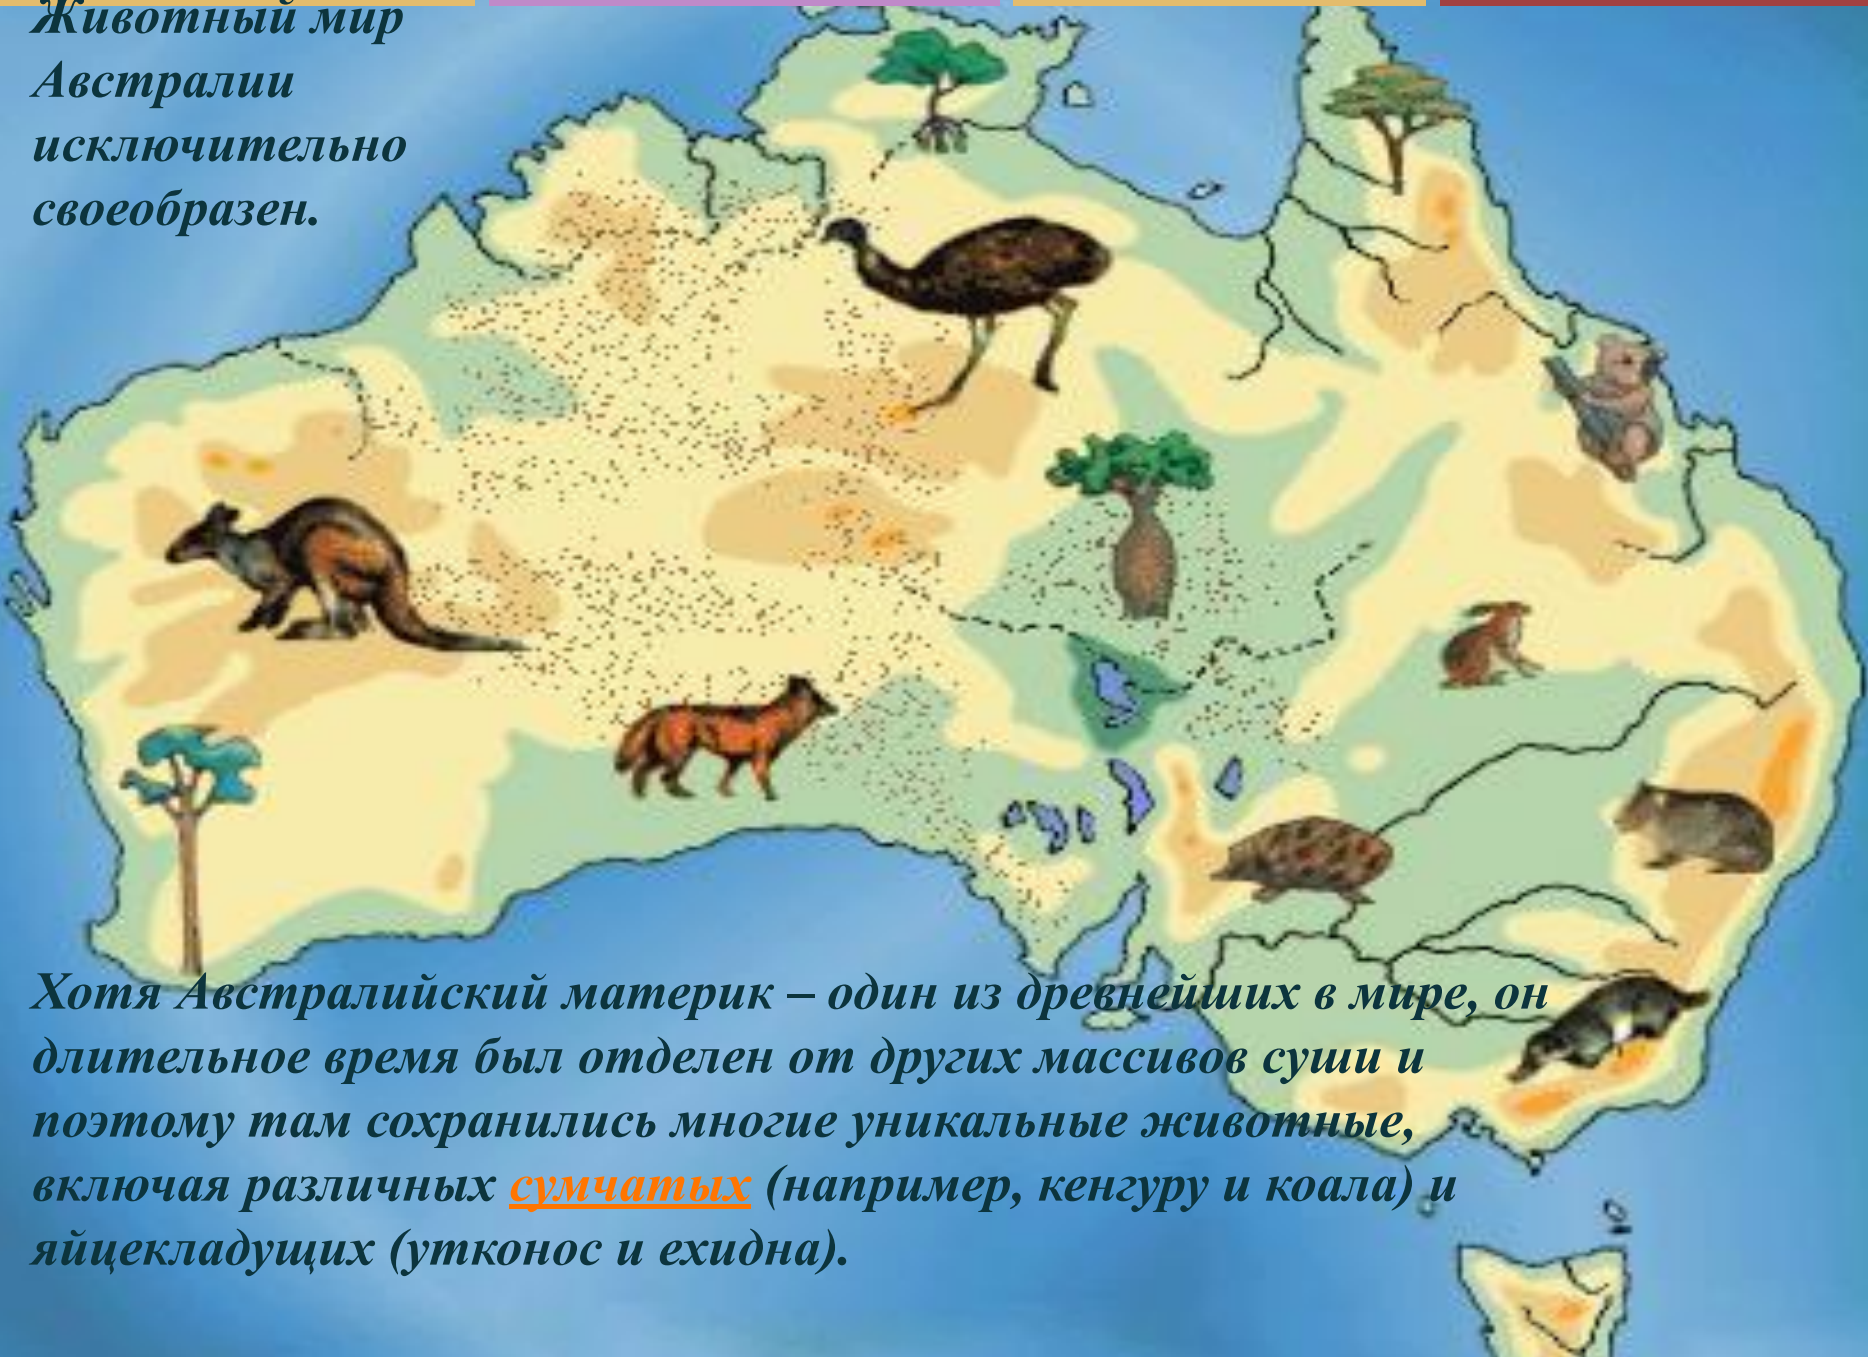 Животный мир
Австралии
исключительно
своеобразен.
Хотя Австралийский материк – один из древнейших в мире, он
длительное время был отделен от других массивов суши и
поэтому там сохранились многие уникальные животные,
включая различных сумчатых (например, кенгуру и коала) и
яйцекладущих (утконос и ехидна).